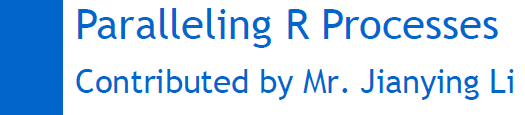 Paralleling R Processes
Contributed by Mr. Jianying Li